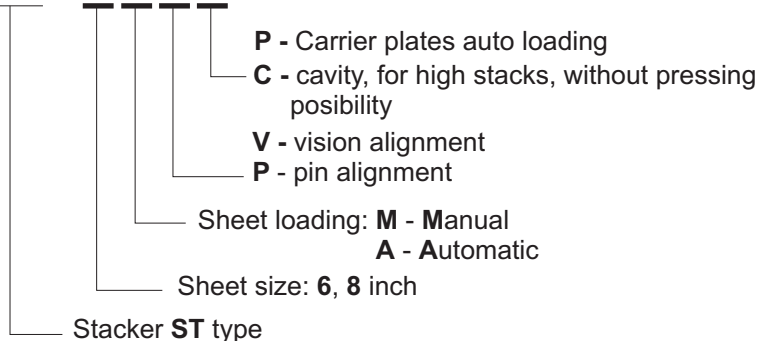 P - Carrier plates auto loading
C - cavity, for high stacks, without pressing
posibility
V - vision alignment
P - pin alignment
Sheet loading: M - Manual
A - Automatic
Sheet size: 6, 8 inch
Stacker ST type